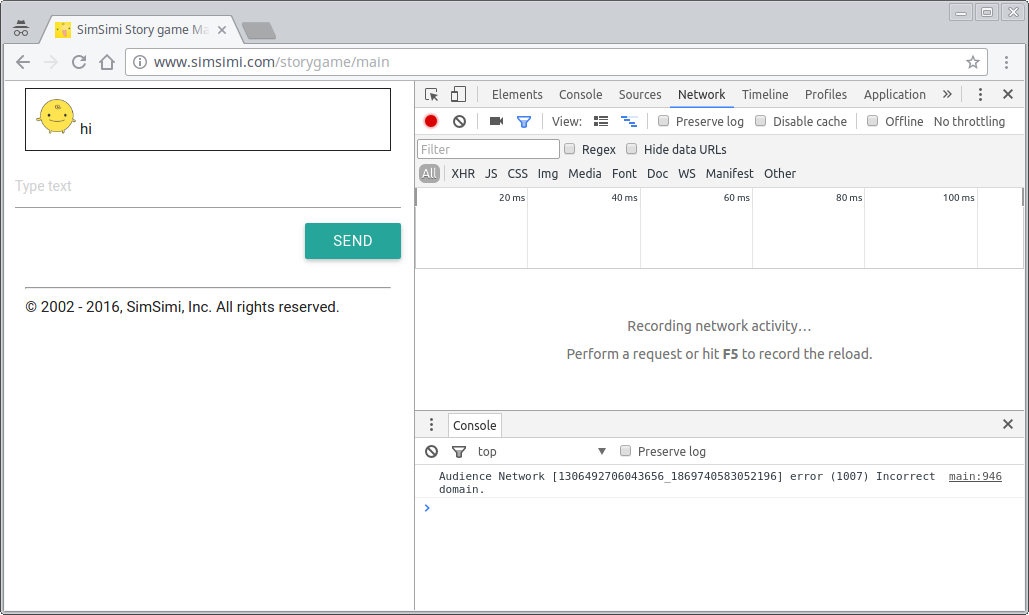 SimSimi Story game Ma
www.simsimi.com/storygame/main
hi
Type text
SEND
© 2002 - 2016, SimSimi, Inc. All rights reserved.
Elements Console Sources Network Timeline Profiles Application »
View: Preserve log Disable cache Offline No throttling
Filter Regex Hide data URLs
All XHR JS CSS Img Media Font Doc WS Manifest Other
20 ms 40 ms 60 ms 80 ms 100 ms
Recording network activity…
Perform a request or hit F5 to record the reload.
Console
top Preserve log
Audience Network [1306492706043656_1869740583052196] error (1007) Incorrect main:946
domain.